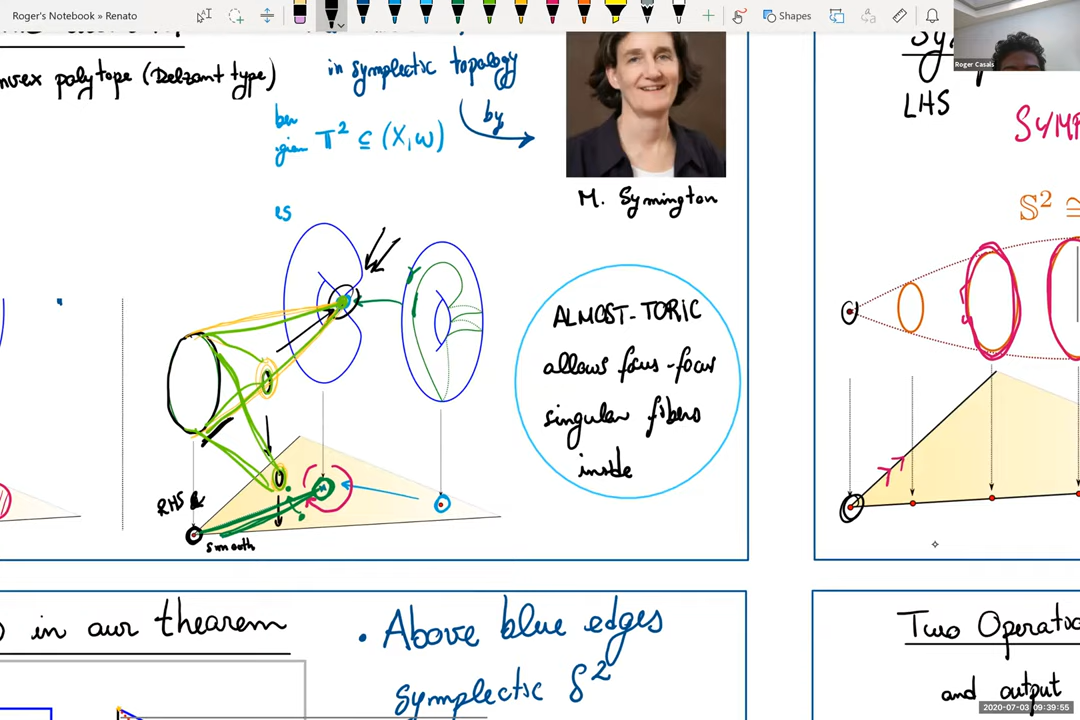 Roger's Notebook » Renato
Shapes
Roger Casals
nvex polytope (Delzant type)
in symplectic topology
by
T² ⊆ (X, ω)
M. Symington
es
ALMOST-TORIC
allows focus-focus
singular fibers
inside
RHS
smooth
LHS
SYMP
S² ≅
in our theorem
• Above blue edges
symplectic S²
Two Operatio
and output
2020-07-03 09:39:55